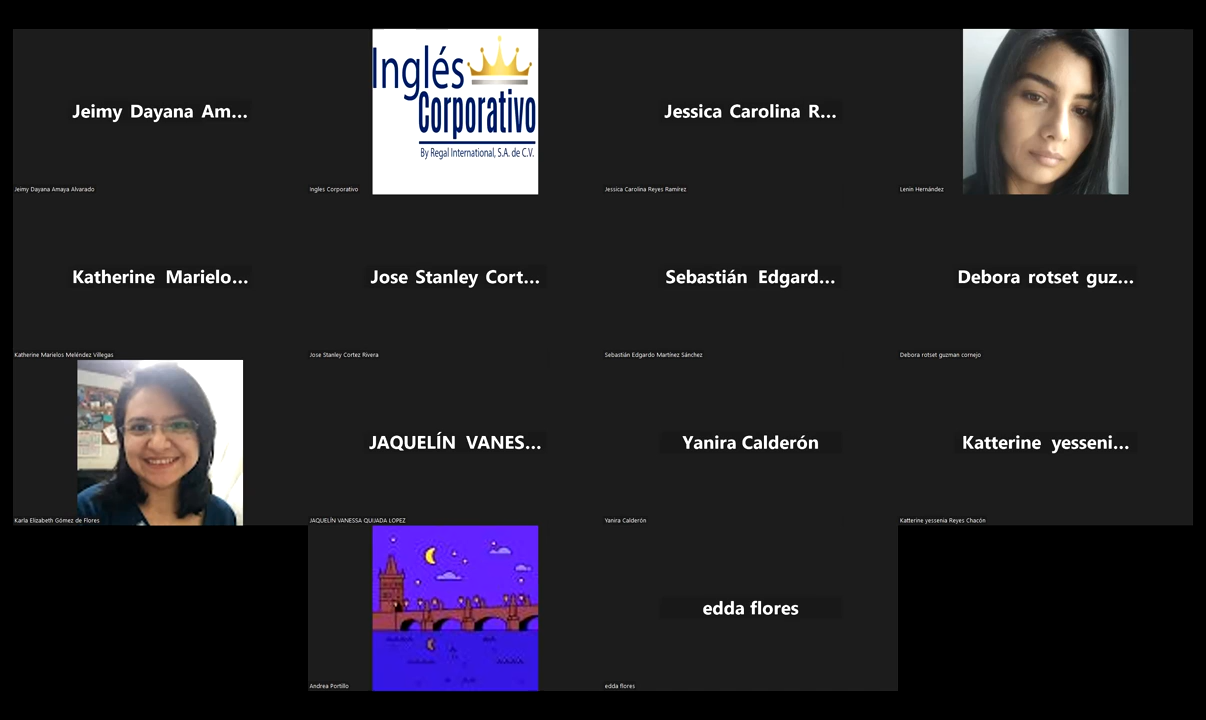 Jeimy Dayana Am...
Jeimy Dayana Amaya Alvarado
Inglés
Corporativo
By Regal International, S.A. de C.V.
Ingles Corporativo
Jessica Carolina R...
Jessica Carolina Reyes Ramírez
Lenin Hernández
Katherine Marielo...
Katherine Marielos Meléndez Villegas
Jose Stanley Cort...
Jose Stanley Cortez Rivera
Sebastián Edgard...
Sebastián Edgardo Martínez Sánchez
Debora rotset guz...
Debora rotset guzman cornejo
Karla Elizabeth Gómez de Flores
JAQUELÍN VANES...
JAQUELÍN VANESSA QUIJADA LOPEZ
Yanira Calderón
Yanira Calderón
Katterine yesseni...
Katterine yessenia Reyes Chacón
Andrea Portillo
edda flores
edda flores